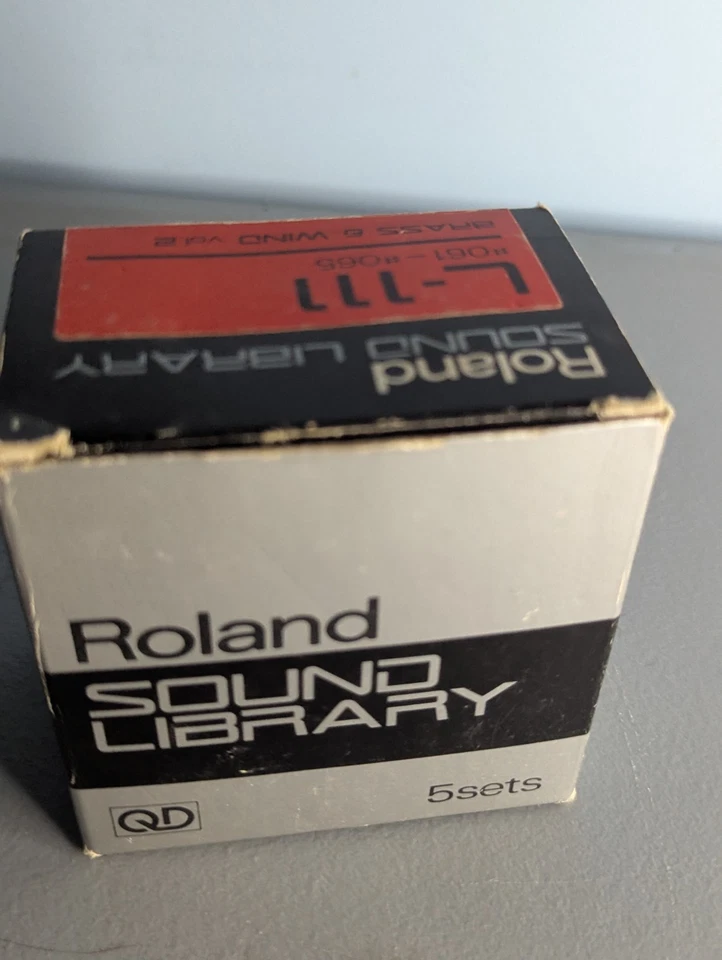 Roland
SOUND LIBRARY
L-111
#061-#065
BRASS & WIND vol.2
Roland
SOUND
LIBRARY
5sets
QD